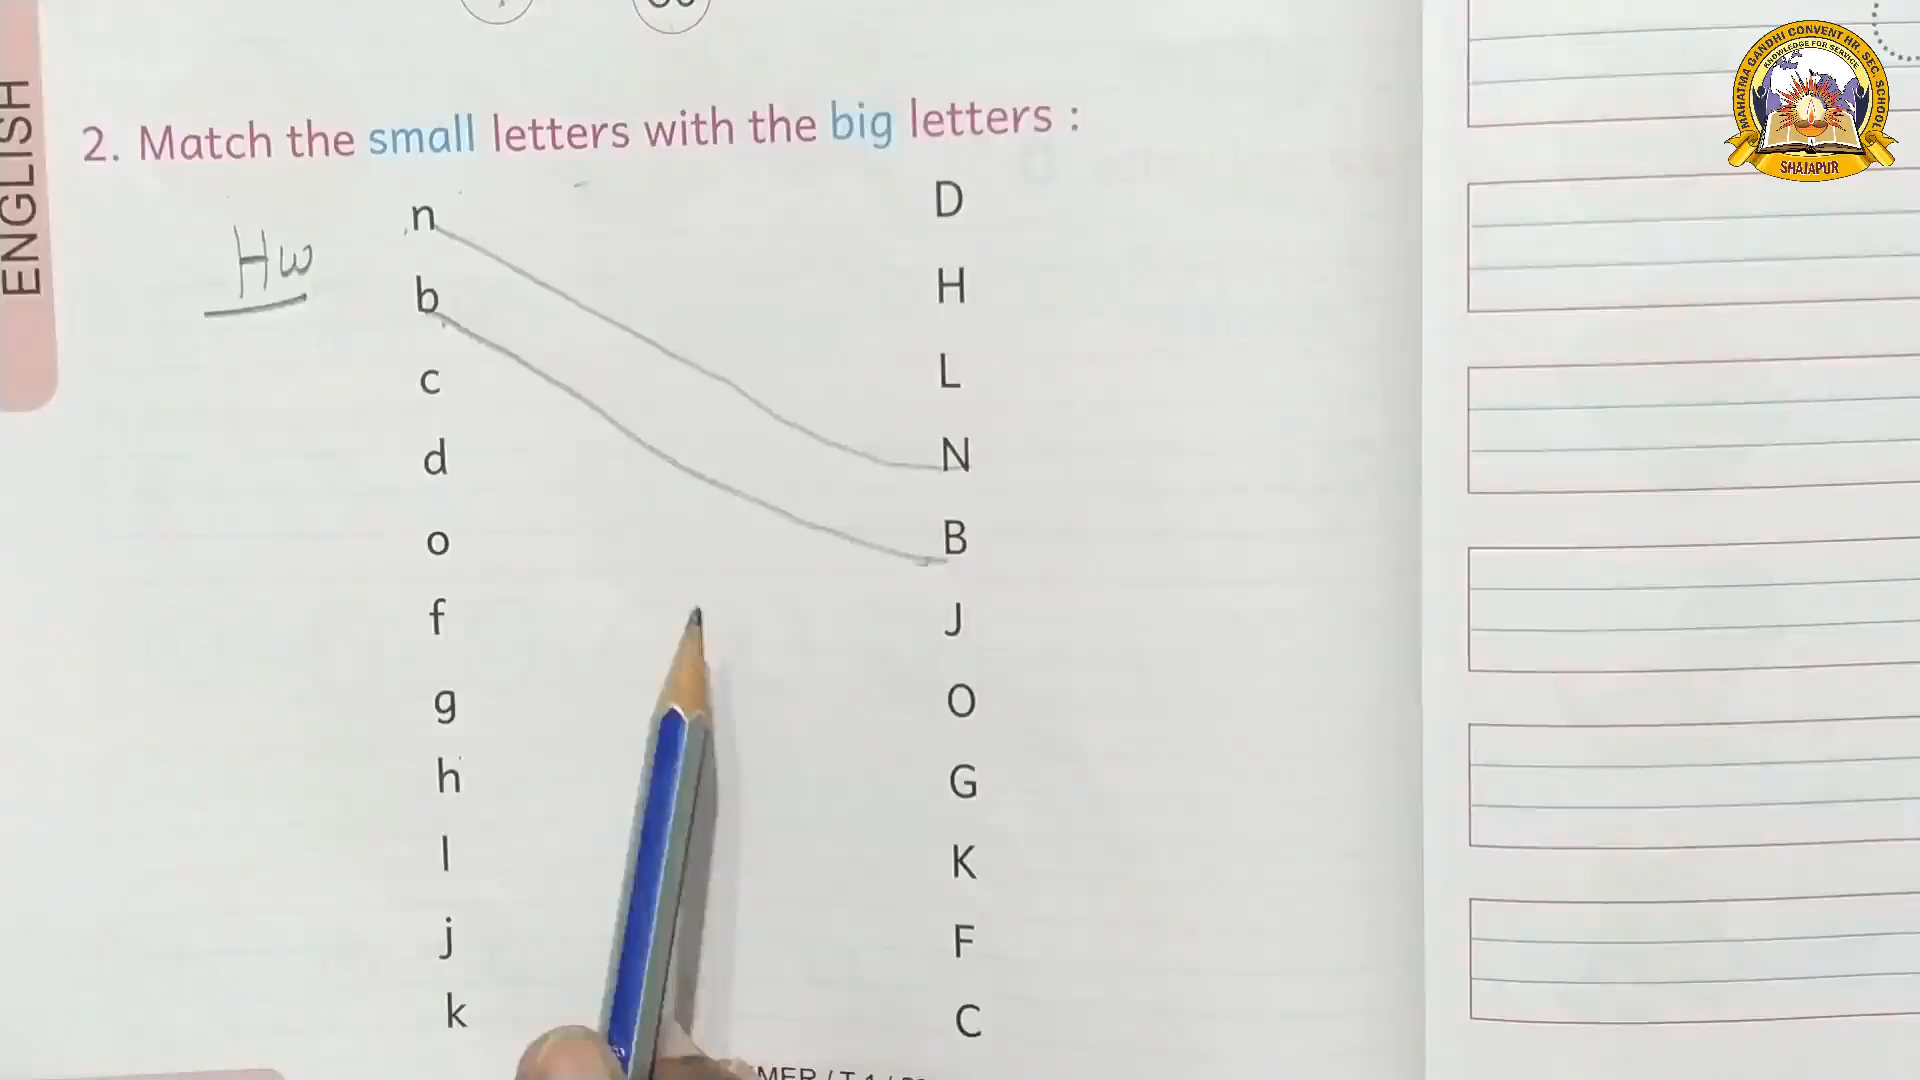 ENGLISH
2. Match the small letters with the big letters :
Hw
n D
b H
c L
d N
o B
f J
g O
h G
l K
j F
k C
MAHATMA GANDHI CONVENT HR. SEC. SCHOOL
KNOWLEDGE FOR SERVICE
SHAJAPUR